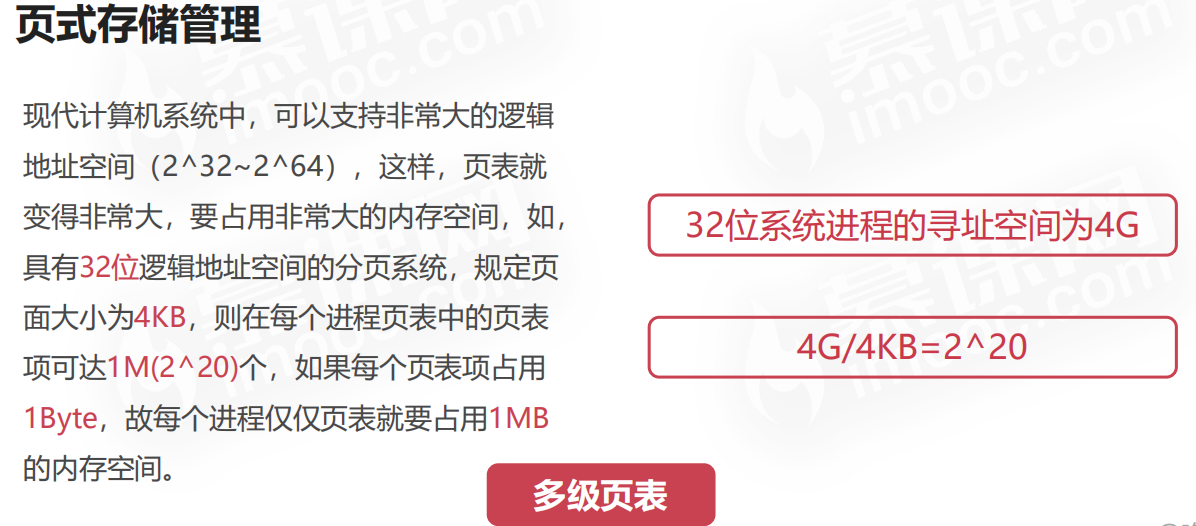 页式存储管理
现代计算机系统中，可以支持非常大的逻辑
地址空间（2^32~2^64），这样，页表就
变得非常大，要占用非常大的内存空间，如，
具有32位逻辑地址空间的分页系统，规定页
面大小为4KB，则在每个进程页表中的页表
项可达1M(2^20)个，如果每个页表项占用
1Byte，故每个进程仅仅页表就要占用1MB
的内存空间。
32位系统进程的寻址空间为4G
4G/4KB=2^20
多级页表
慕课网
imooc.com